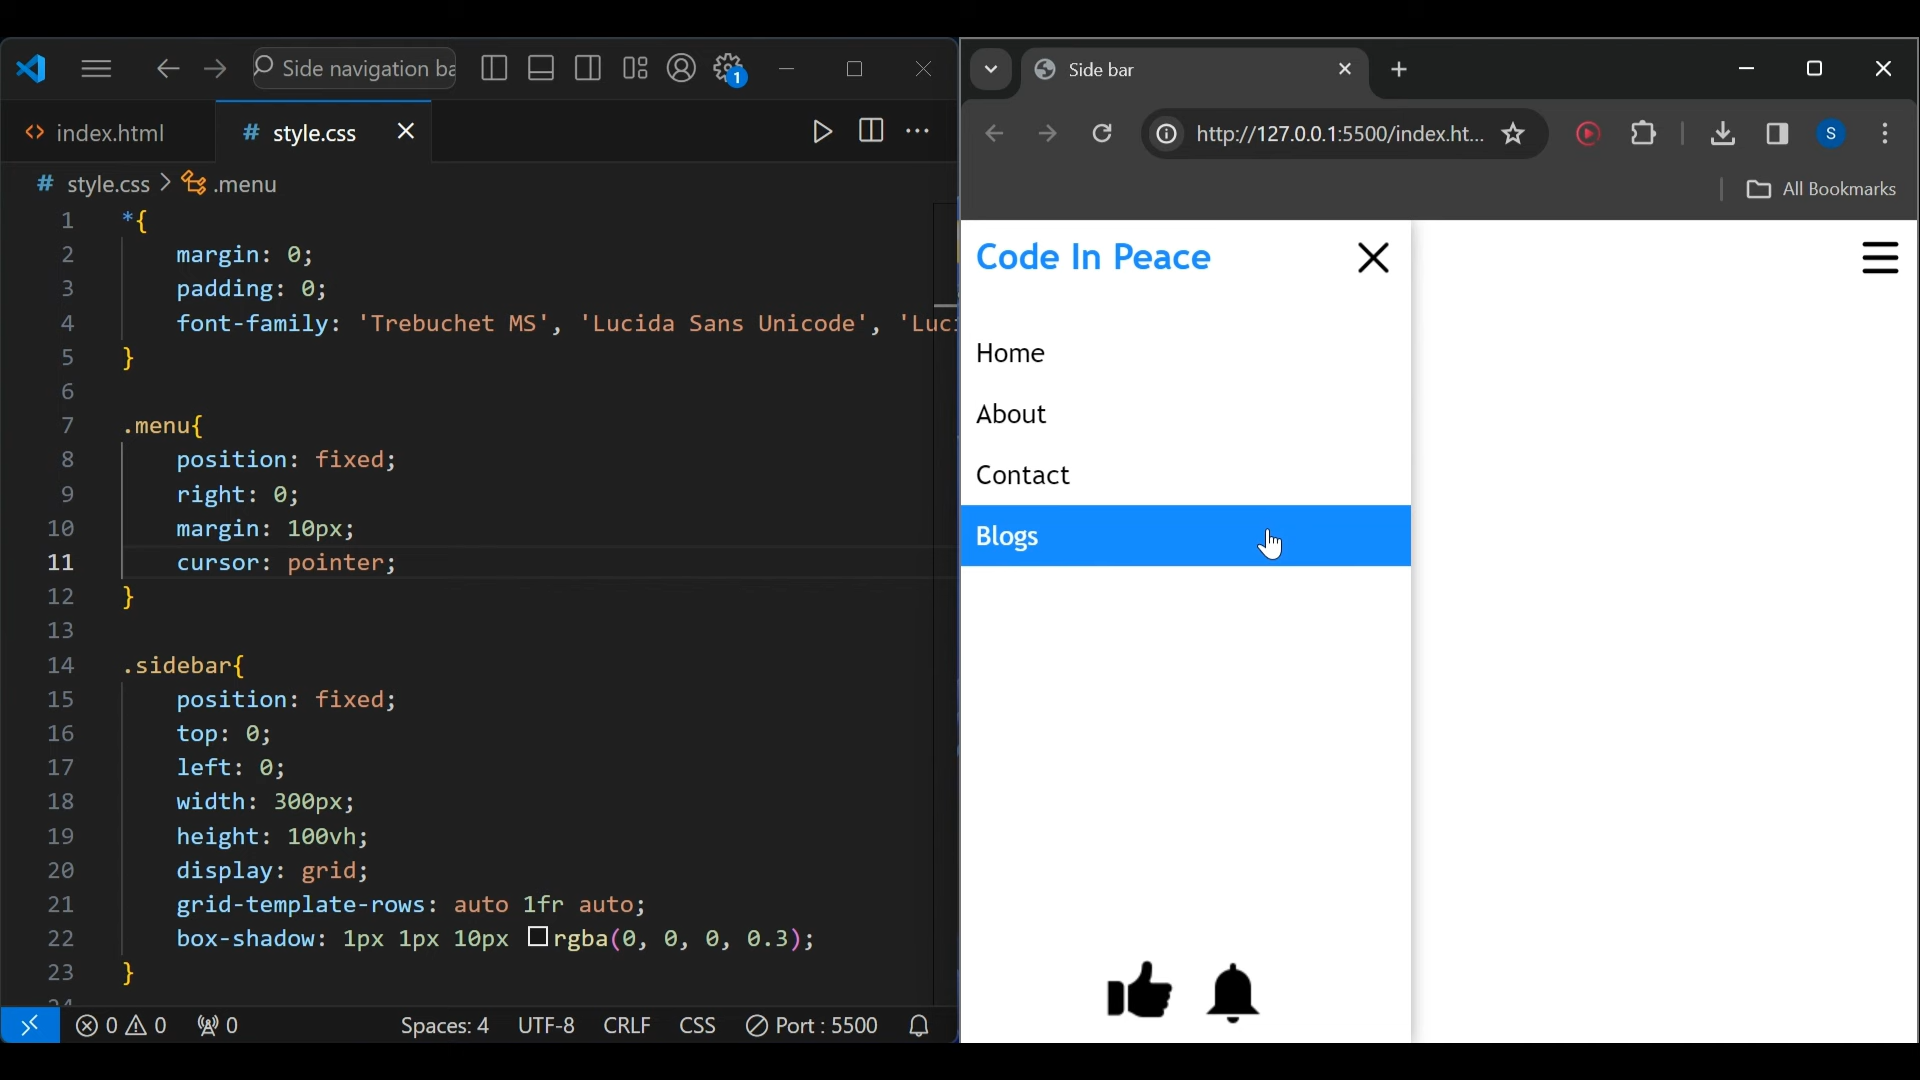 Side navigation ba
1
index.html
# style.css
# style.css > .menu
1 *{
2 margin: 0;
3 padding: 0;
4 font-family: 'Trebuchet MS', 'Lucida Sans Unicode', 'Luci
5 }
6
7 .menu{
8 position: fixed;
9 right: 0;
10 margin: 10px;
11 cursor: pointer;
12 }
13
14 .sidebar{
15 position: fixed;
16 top: 0;
17 left: 0;
18 width: 300px;
19 height: 100vh;
20 display: grid;
21 grid-template-rows: auto 1fr auto;
22 box-shadow: 1px 1px 10px rgba(0, 0, 0, 0.3);
23 }
24
0 0 0 Spaces: 4 UTF-8 CRLF CSS Port : 5500
Side bar
http://127.0.0.1:5500/index.ht... S
All Bookmarks
Code In Peace
Home
About
Contact
Blogs